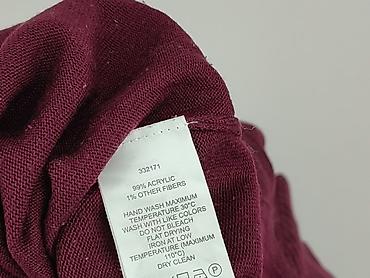 332171
99% ACRYLIC
1% OTHER FIBERS
HAND WASH MAXIMUM
TEMPERATURE 30°C
WASH WITH LIKE COLORS
DO NOT BLEACH
FLAT DRYING
IRON AT LOW
TEMPERATURE (MAXIMUM
110°C)
DRY CLEAN
P